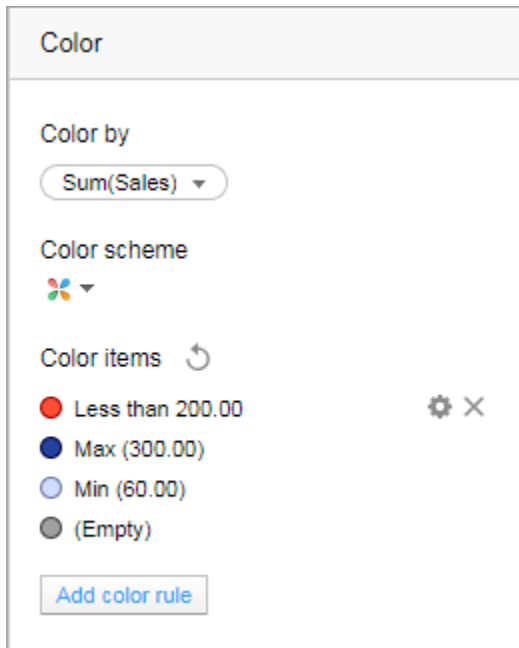 Color
Color by
Sum(Sales)
Color scheme
Color items
Less than 200.00
Max (300.00)
Min (60.00)
(Empty)
Add color rule